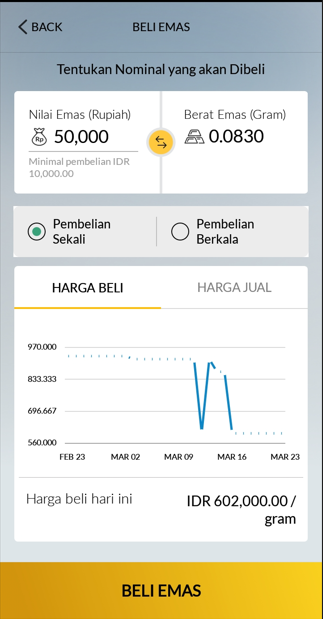 BACK
BELI EMAS
Tentukan Nominal yang akan Dibeli
Nilai Emas (Rupiah)
Berat Emas (Gram)
Rp
50,000
0.0830
Minimal pembelian IDR
10,000.00
Pembelian
Sekali
Pembelian
Berkala
HARGA BELI
HARGA JUAL
970.000
833.333
696.667
560.000
FEB 23
MAR 02
MAR 09
MAR 16
MAR 23
Harga beli hari ini
IDR 602,000.00 /
gram
BELI EMAS